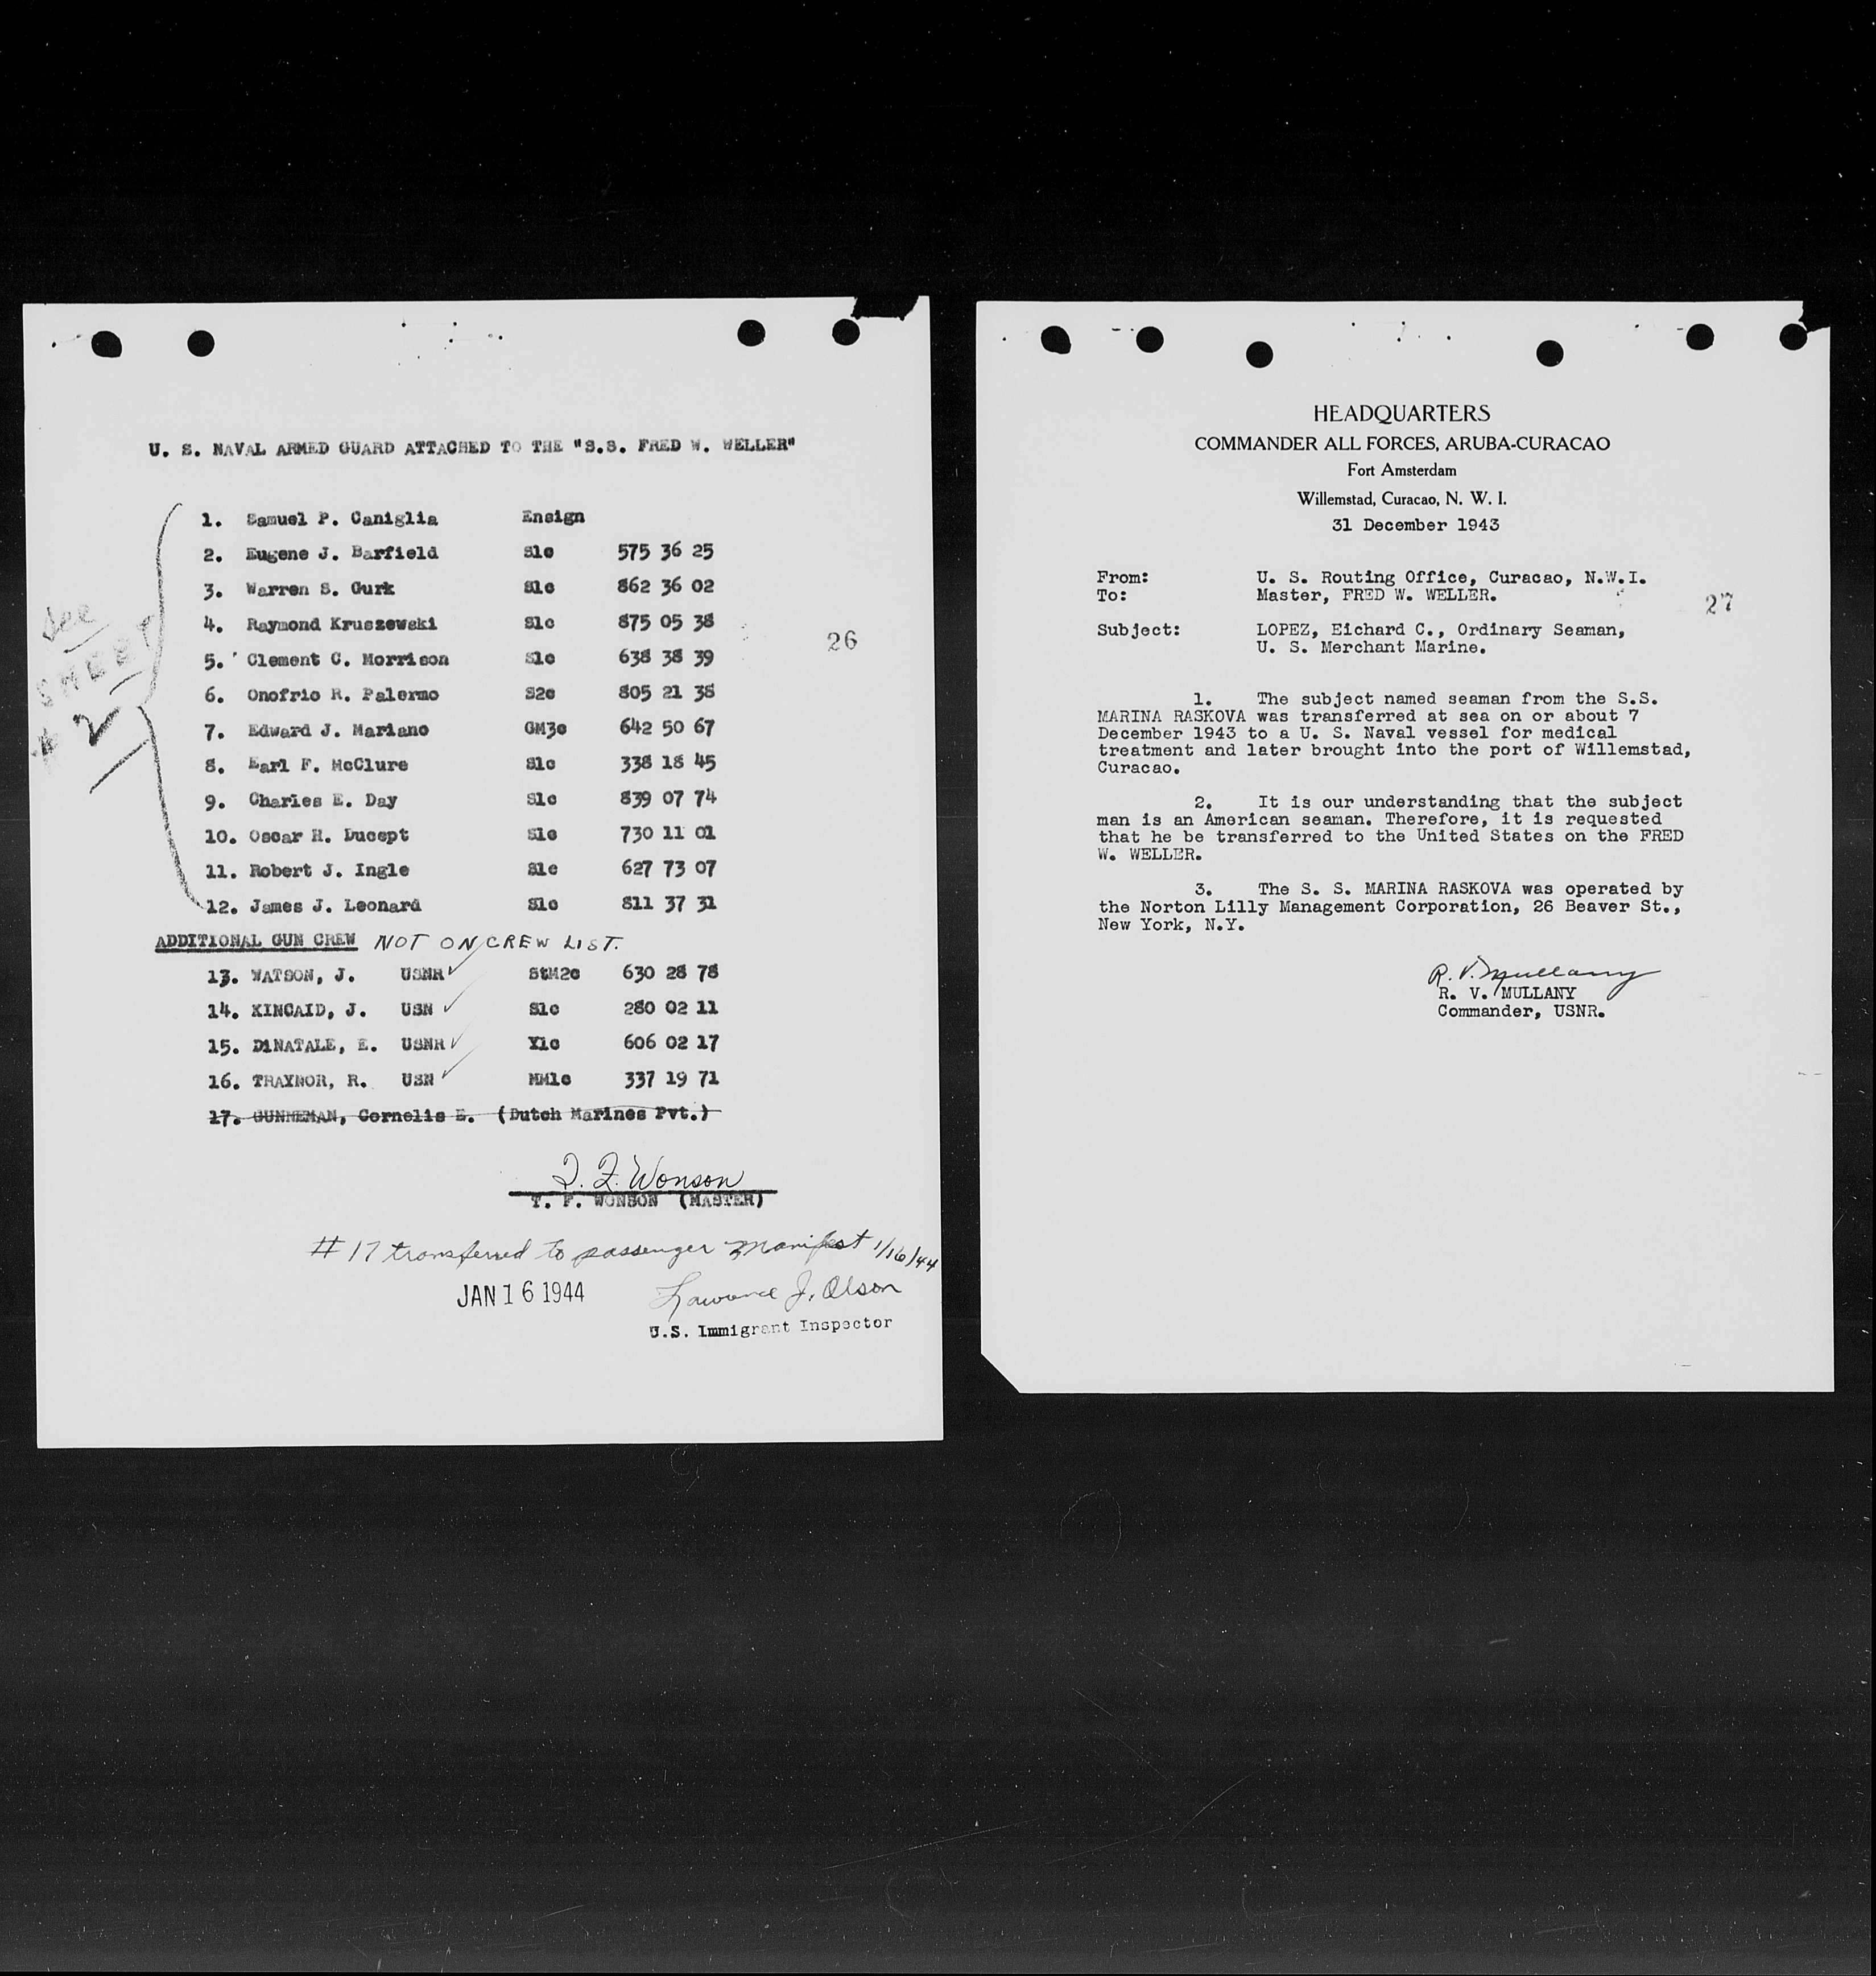 U. S. NAVAL ARMED GUARD ATTACHED TO THE "S.S. FRED W. WELLER"
1. Samuel P. Caniglia Ensign
2. Eugene J. Barfield S1c 575 36 25
3. Warren S. Gurk S1c 862 36 02
4. Raymond Kruszewski S1c 875 05 38
5. Clement C. Morrison S1c 638 38 39
6. Onofrio R. Palermo S2c 805 21 38
7. Edward J. Mariano GM3c 642 50 67
8. Earl F. McClure S1c 338 18 45
9. Charles E. Day S1c 839 07 74
10. Oscar H. Ducept S1c 730 11 01
11. Robert J. Ingle S1c 627 73 07
12. James J. Leonard S1c 811 37 31
See
SHEET
# 2
26
ADDITIONAL GUN CREW NOT ON CREW LIST.
13. WATSON, J. USNR ✓ StM2c 630 28 78
14. KINCAID, J. USN ✓ S1c 280 02 11
15. DiNATALE, E. USNR ✓ Y1c 606 02 17
16. TRAYNOR, R. USN ✓ MM1c 337 19 71
17. GUNNEMAN, Cornelis E. (Dutch Marines Pvt.)
T. F. Wonson
T. F. WONSON (MASTER)
# 17 transferred to passenger manifest 1/16/44
JAN 16 1944
Lawrence J. Olson
U.S. Immigrant Inspector
HEADQUARTERS
COMMANDER ALL FORCES, ARUBA-CURACAO
Fort Amsterdam
Willemstad, Curacao, N. W. I.
31 December 1943
From: U. S. Routing Office, Curacao, N.W.I.
To: Master, FRED W. WELLER.
27
Subject: LOPEZ, Eichard C., Ordinary Seaman,
U. S. Merchant Marine.
1. The subject named seaman from the S.S.
MARINA RASKOVA was transferred at sea on or about 7
December 1943 to a U. S. Naval vessel for medical
treatment and later brought into the port of Willemstad,
Curacao.
2. It is our understanding that the subject
man is an American seaman. Therefore, it is requested
that he be transferred to the United States on the FRED
W. WELLER.
3. The S. S. MARINA RASKOVA was operated by
the Norton Lilly Management Corporation, 26 Beaver St.,
New York, N.Y.
R. V. Mullany
R. V. MULLANY
Commander, USNR.